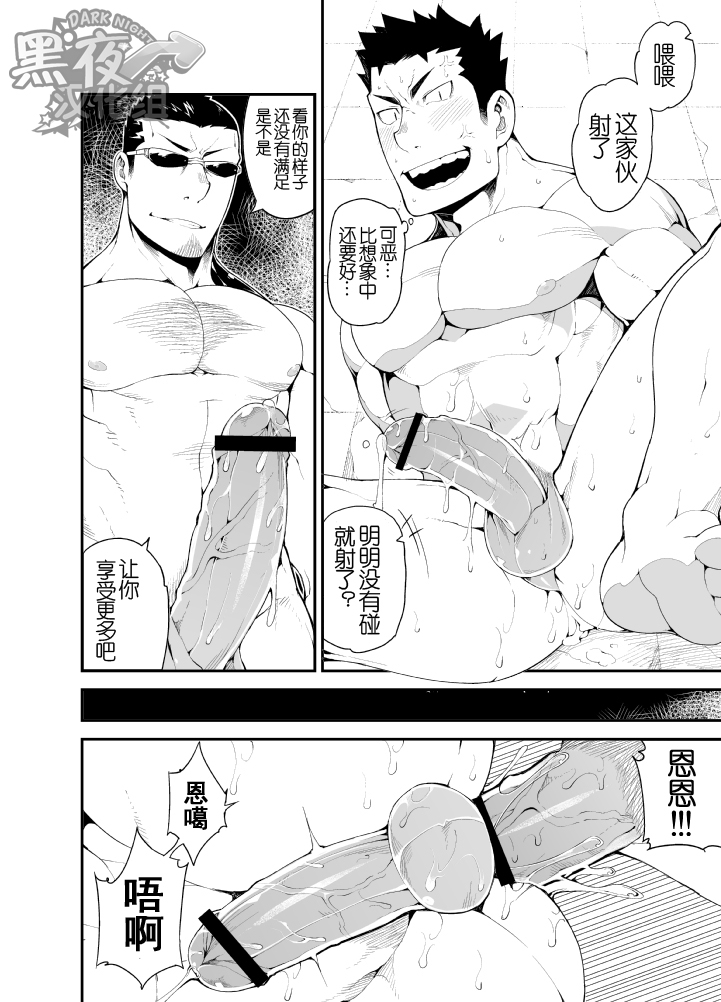 DARK NIGHT
黑夜
汉化组
喂喂
这家伙
射了
可恶…
比想象中
还要好…
明明没有碰
就射了?
看你的样子
还没有满足
是不是
让你
享受更多吧
恩恩!!!
恩噶
唔啊